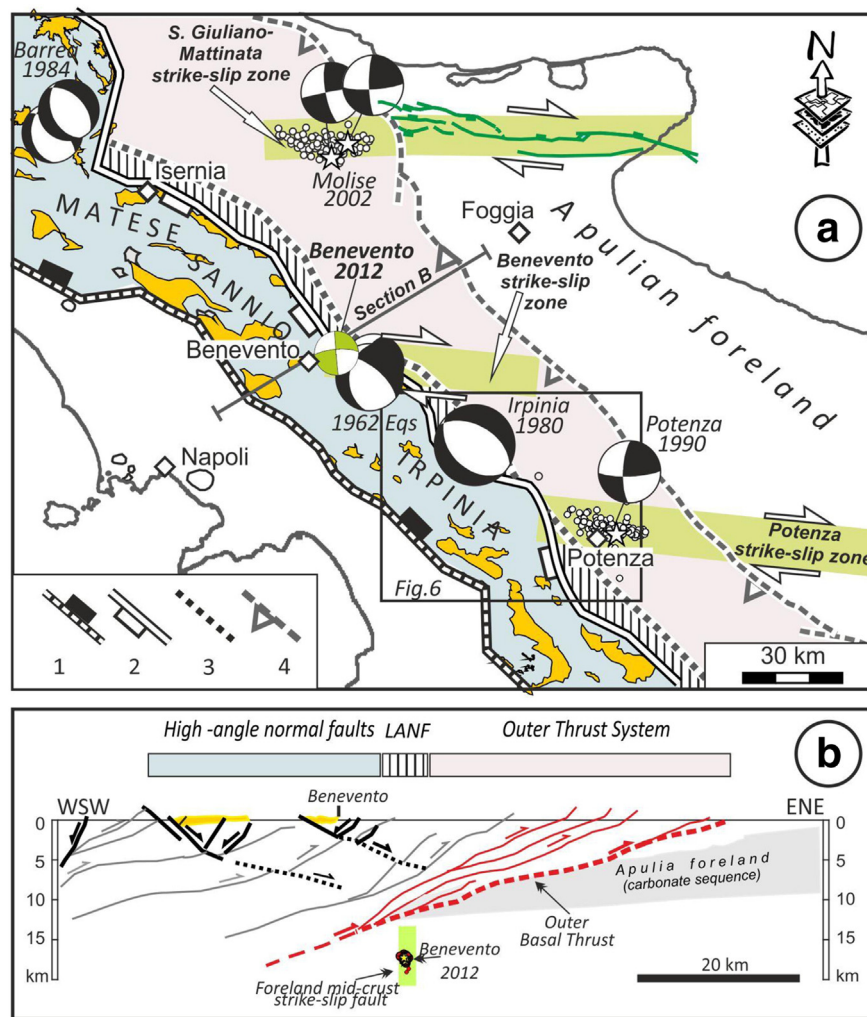 Barrea
1984
S. Giuliano-
Mattinata
strike-slip zone
N
a
Isernia
Molise
2002
Foggia
Apulian foreland
MATESE
SANNIO
Benevento
2012
Section B
Benevento
strike-slip
zone
Benevento
1962 Eqs
Irpinia
1980
Potenza
1990
Napoli
IRPINIA
Potenza
Potenza
strike-slip zone
Fig.6
1 2 3 4
30 km
b
High -angle normal faults LANF Outer Thrust System
WSW Benevento ENE
0 0
5 5
10 10
15 15
km km
Apulia foreland
(carbonate sequence)
Outer
Basal Thrust
Benevento
2012
Foreland mid-crust
strike-slip fault
20 km